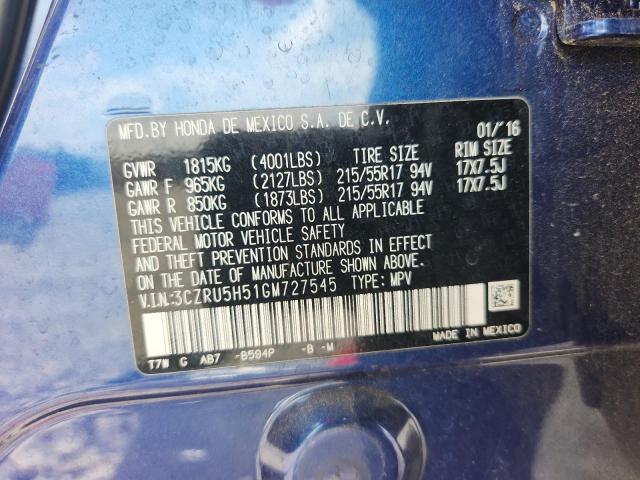 MFD.BY HONDA DE MEXICO S.A. DE C.V. 01/'16
GVWR 1815KG (4001LBS) TIRE SIZE RIM SIZE
GAWR F 965KG (2127LBS) 215/55R17 94V 17X7.5J
GAWR R 850KG (1873LBS) 215/55R17 94V 17X7.5J
THIS VEHICLE CONFORMS TO ALL APPLICABLE
FEDERAL MOTOR VEHICLE SAFETY
AND THEFT PREVENTION STANDARDS IN EFFECT
ON THE DATE OF MANUFACTURE SHOWN ABOVE.
V.I.N.:3CZRU5H51GM727545 TYPE: MPV
MADE IN MEXICO
T7W G AB7 -B594P -B -M